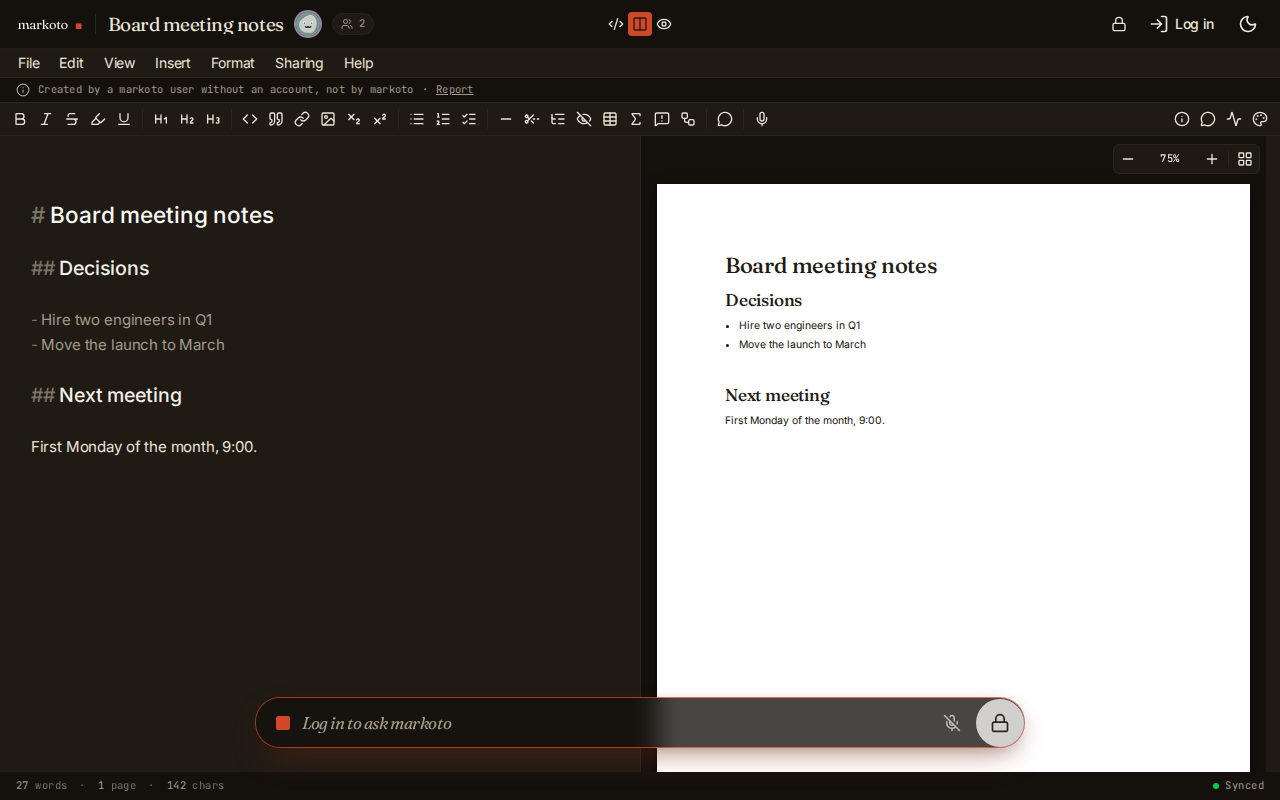 markoto
Board meeting notes
2
Log in
File Edit View Insert Format Sharing Help
Created by a markoto user without an account, not by markoto · Report
H1 H2 H3
75%
# Board meeting notes
## Decisions
- Hire two engineers in Q1
- Move the launch to March
## Next meeting
First Monday of the month, 9:00.
Board meeting notes
Decisions
• Hire two engineers in Q1
• Move the launch to March
Next meeting
First Monday of the month, 9:00.
Log in to ask markoto
27 words · 1 page · 142 chars
Synced